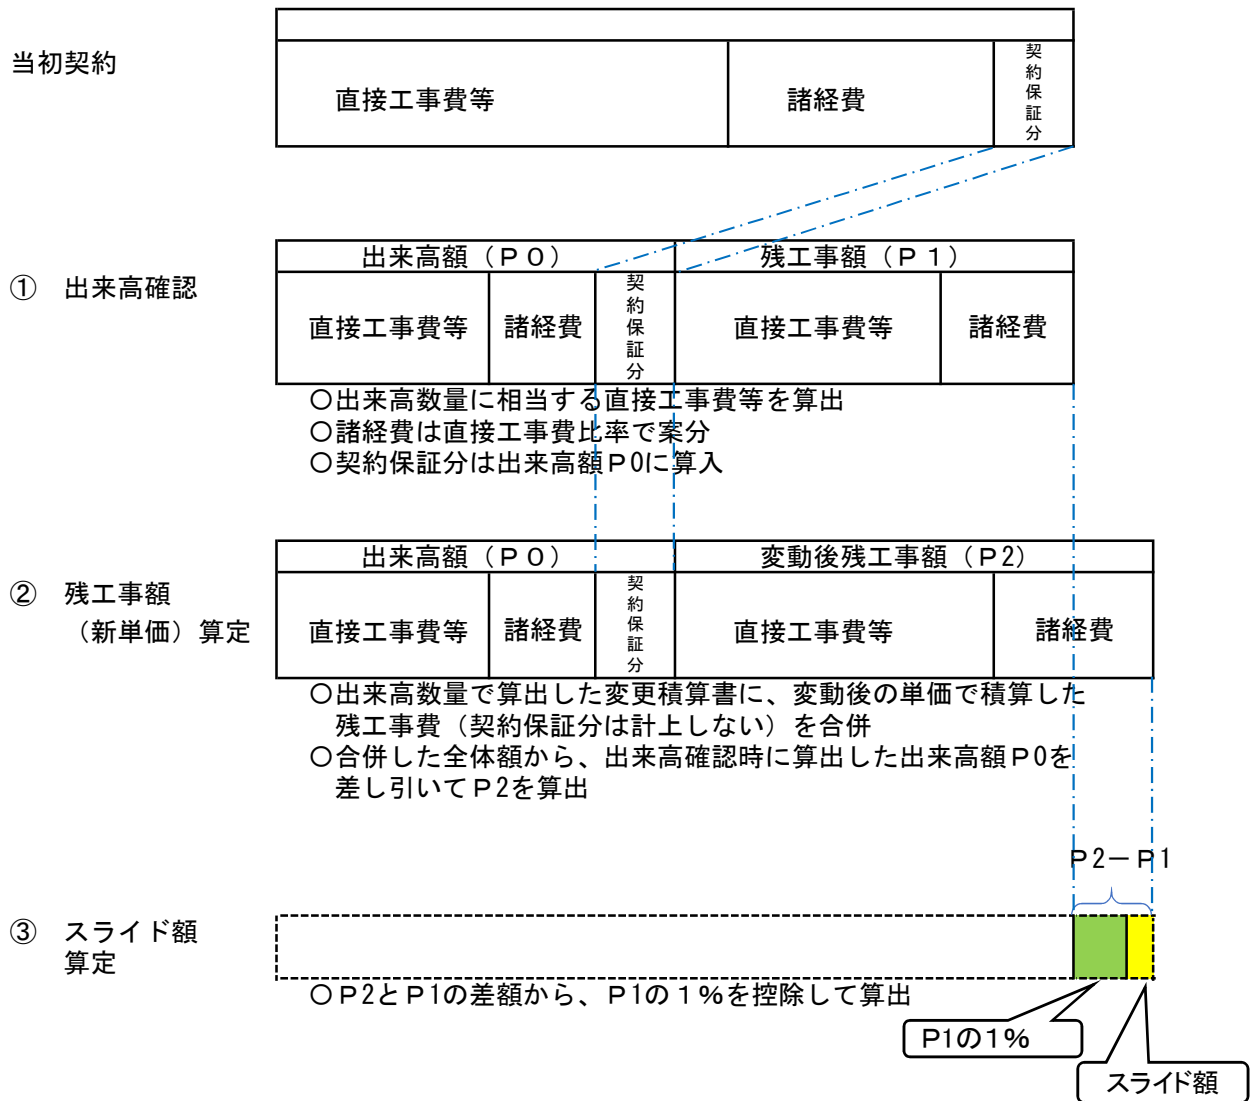 当初契約
直接工事費等
諸経費
契約保証分
出来高額（Ｐ０）
残工事額（Ｐ１）
①　出来高確認
直接工事費等
諸経費
契約保証分
直接工事費等
諸経費
○出来高数量に相当する直接工事費等を算出
○諸経費は直接工事費比率で案分
○契約保証分は出来高額Ｐ0に算入
出来高額（Ｐ０）
変動後残工事額（Ｐ2）
②　残工事額
（新単価）算定
直接工事費等
諸経費
契約保証分
直接工事費等
諸経費
○出来高数量で算出した変更積算書に、変動後の単価で積算した
残工事費（契約保証分は計上しない）を合併
○合併した全体額から、出来高確認時に算出した出来高額Ｐ0を
差し引いてＰ2を算出
Ｐ2－Ｐ1
③　スライド額
算定
○Ｐ2とＰ1の差額から、Ｐ1の１％を控除して算出
Ｐ1の１％
スライド額